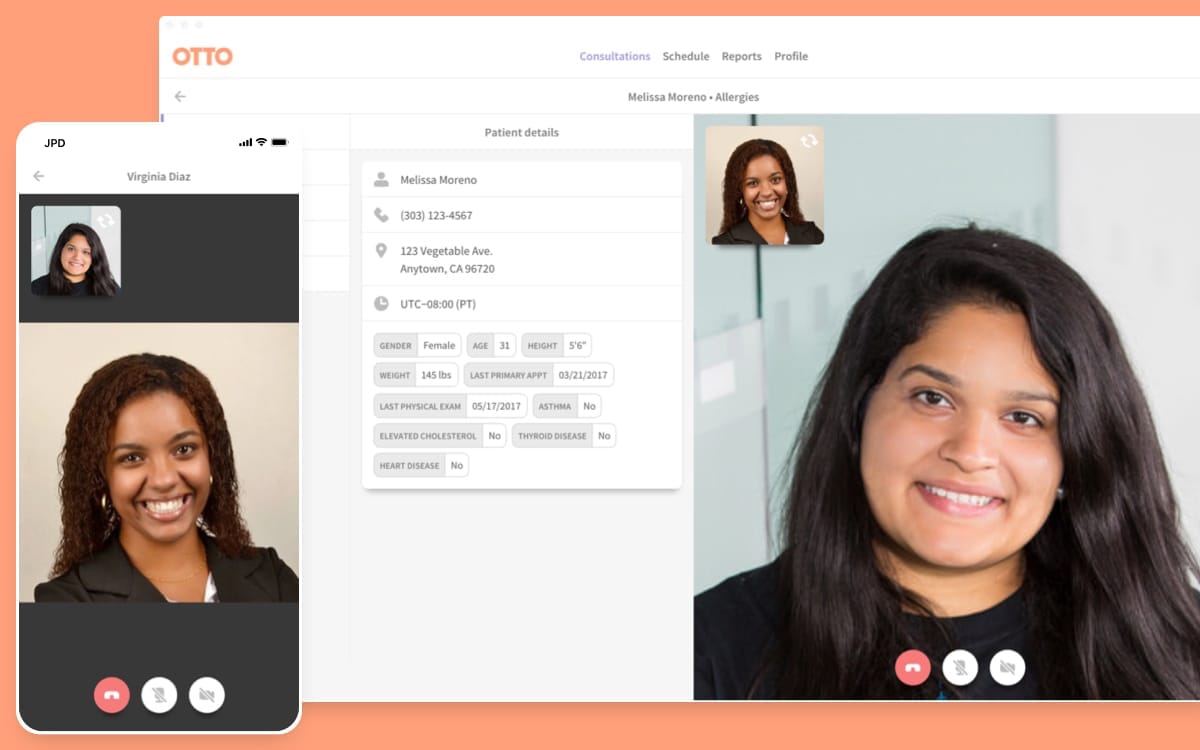 OTTO
Consultations Schedule Reports Profile
Melissa Moreno • Allergies
Patient details
Melissa Moreno
(303) 123-4567
123 Vegetable Ave.
Anytown, CA 96720
UTC−08:00 (PT)
GENDER Female AGE 31 HEIGHT 5'6"
WEIGHT 145 lbs LAST PRIMARY APPT 03/21/2017
LAST PHYSICAL EXAM 05/17/2017 ASTHMA No
ELEVATED CHOLESTEROL No THYROID DISEASE No
HEART DISEASE No
JPD
Virginia Diaz